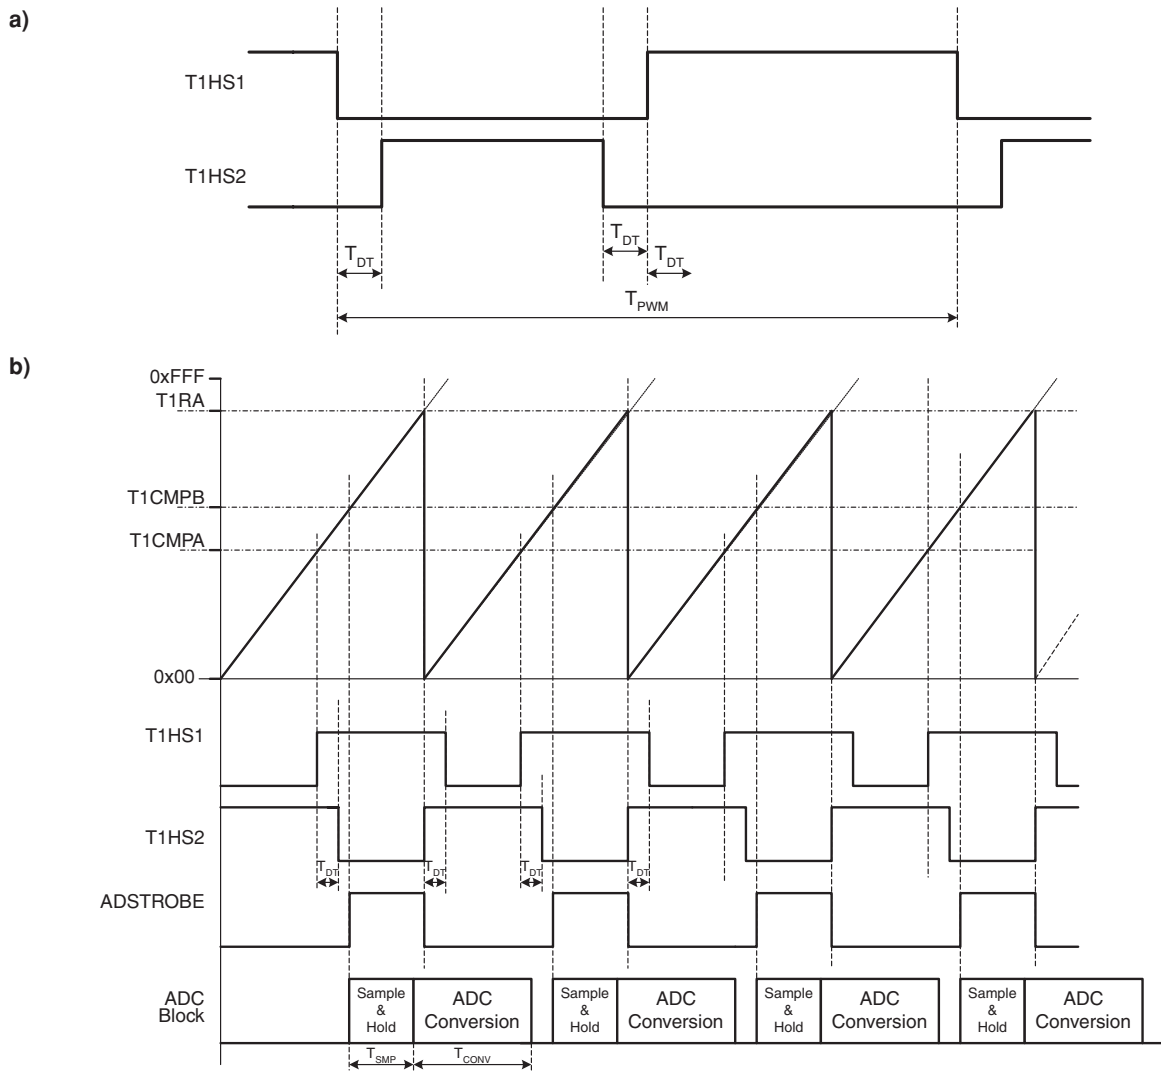 a)
T1HS1
T1HS2
TDT
TDT
TDT
TPWM
b)
0xFFF
T1RA
T1CMPB
T1CMPA
0x00
T1HS1
T1HS2
TDT
TDT
TDT
TDT
ADSTROBE
ADC
Block
Sample
&
Hold
ADC
Conversion
Sample
&
Hold
ADC
Conversion
Sample
&
Hold
ADC
Conversion
Sample
&
Hold
ADC
Conversion
TSMP
TCONV